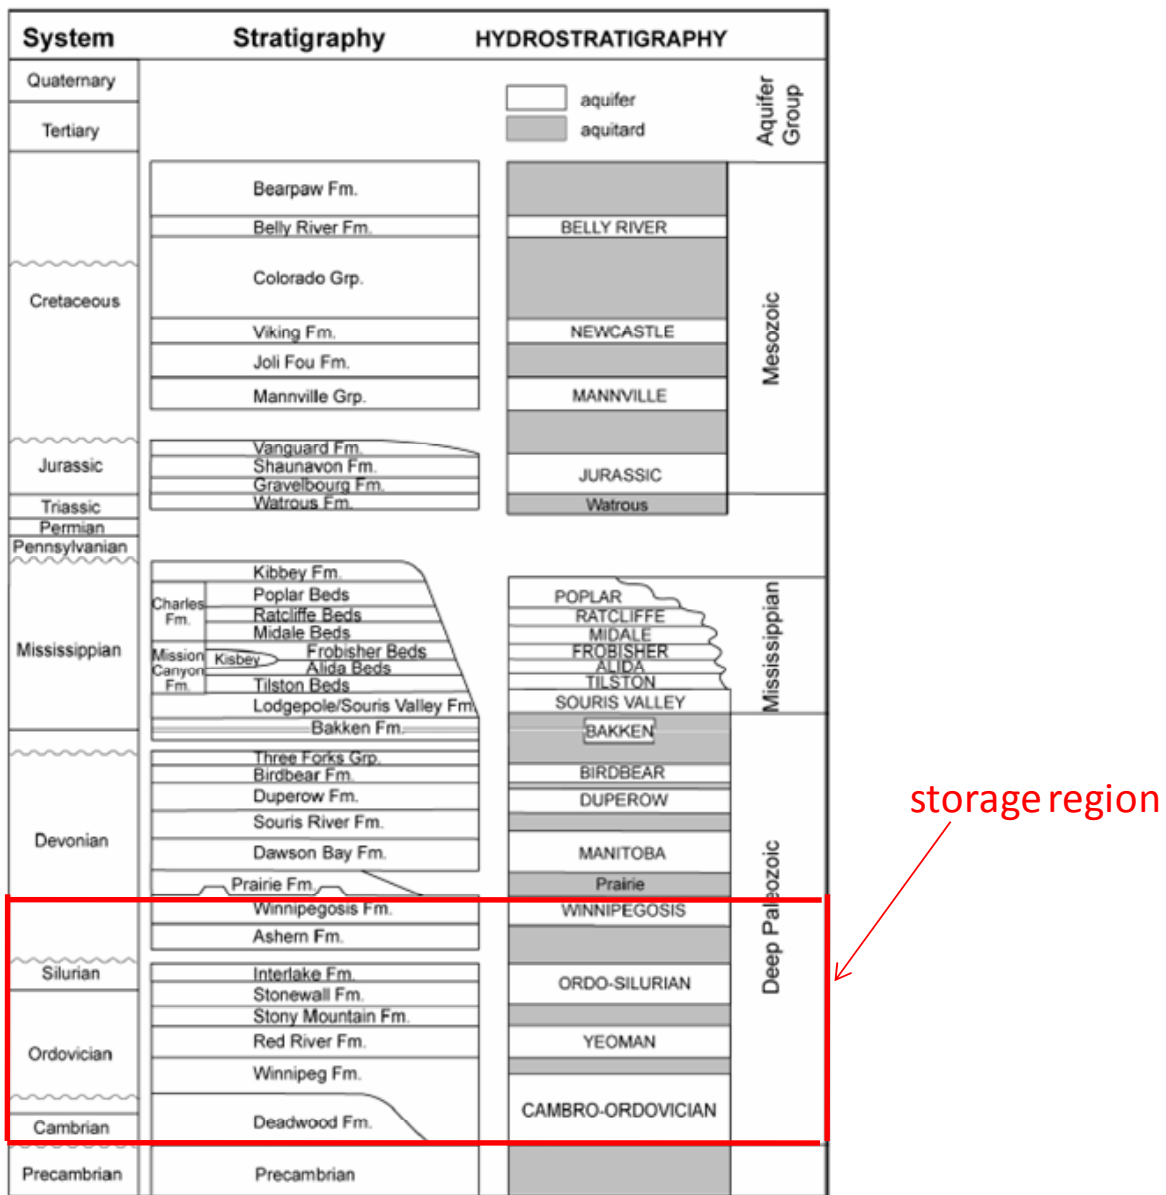 System
Stratigraphy
HYDROSTRATIGRAPHY
Quaternary
Tertiary
Cretaceous
Jurassic
Triassic
Permian
Pennsylvanian
Mississippian
Devonian
Silurian
Ordovician
Cambrian
Precambrian
Bearpaw Fm.
Belly River Fm.
Colorado Grp.
Viking Fm.
Joli Fou Fm.
Mannville Grp.
Vanguard Fm.
Shaunavon Fm.
Gravelbourg Fm.
Watrous Fm.
Kibbey Fm.
Charles
Fm.
Poplar Beds
Ratcliffe Beds
Midale Beds
Mission
Canyon
Fm.
Kisbey
Frobisher Beds
Alida Beds
Tilston Beds
Lodgepole/Souris Valley Fm.
Bakken Fm.
Three Forks Grp.
Birdbear Fm.
Duperow Fm.
Souris River Fm.
Dawson Bay Fm.
Prairie Fm.
Winnipegosis Fm.
Ashern Fm.
Interlake Fm.
Stonewall Fm.
Stony Mountain Fm.
Red River Fm.
Winnipeg Fm.
Deadwood Fm.
Precambrian
aquifer
aquitard
BELLY RIVER
NEWCASTLE
MANNVILLE
JURASSIC
Watrous
POPLAR
RATCLIFFE
MIDALE
FROBISHER
ALIDA
TILSTON
SOURIS VALLEY
BAKKEN
BIRDBEAR
DUPEROW
MANITOBA
Prairie
WINNIPEGOSIS
ORDO-SILURIAN
YEOMAN
CAMBRO-ORDOVICIAN
Aquifer
Group
Mesozoic
Mississippian
Deep Paleozoic
storage region